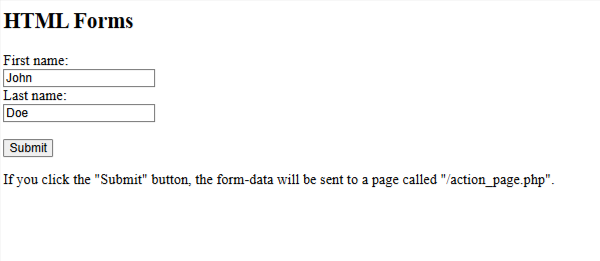 HTML Forms
First name:
John
Last name:
Doe
Submit
If you click the "Submit" button, the form-data will be sent to a page called "/action_page.php".